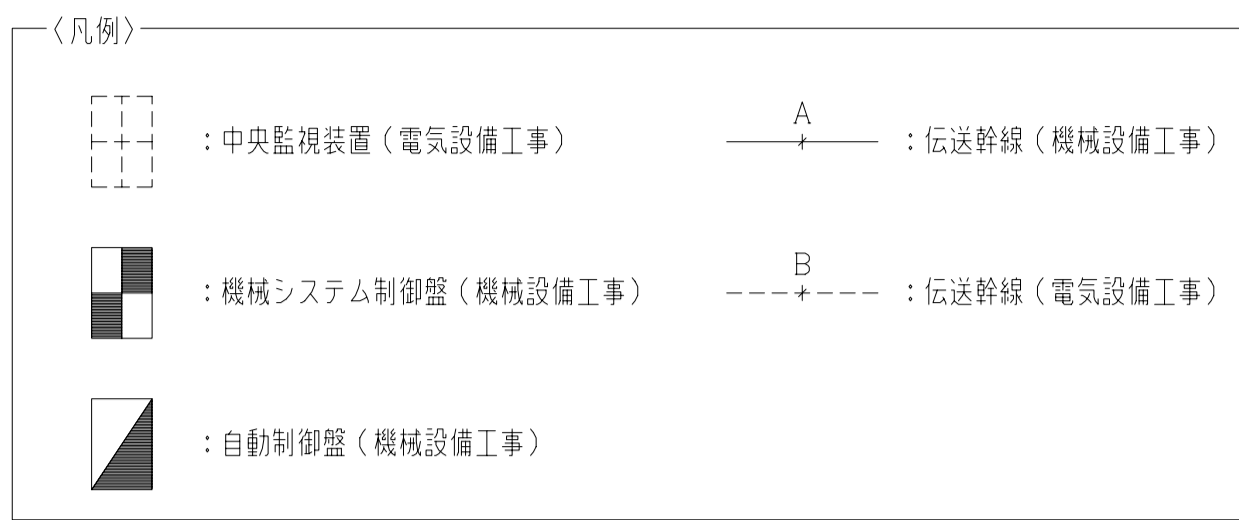 〈凡例〉
：中央監視装置（電気設備工事）
A
：伝送幹線（機械設備工事）
：機械システム制御盤（機械設備工事）
B
：伝送幹線（電気設備工事）
：自動制御盤（機械設備工事）